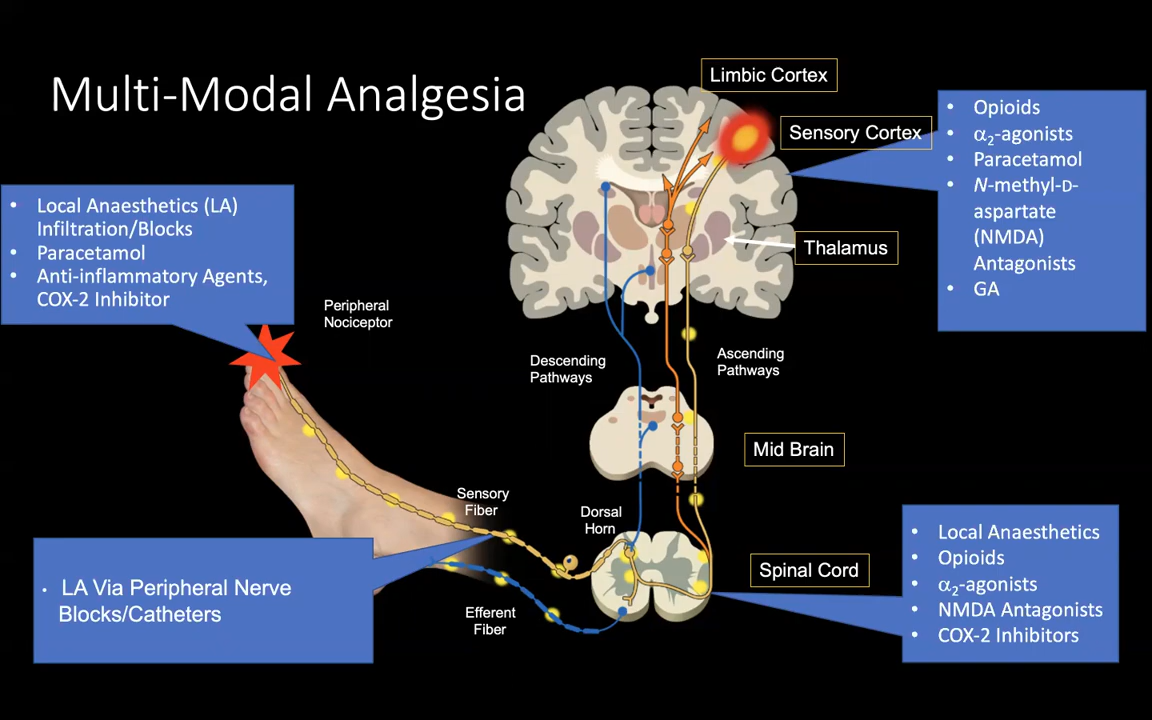 Multi-Modal Analgesia
Limbic Cortex
Sensory Cortex
• Opioids
• α₂-agonists
• Paracetamol
• N-methyl-D-
aspartate
(NMDA)
Antagonists
• GA
• Local Anaesthetics (LA)
Infiltration/Blocks
• Paracetamol
• Anti-inflammatory Agents,
COX-2 Inhibitor
Thalamus
Peripheral
Nociceptor
Descending
Pathways
Ascending
Pathways
Mid Brain
Sensory
Fiber
Dorsal
Horn
• LA Via Peripheral Nerve
Blocks/Catheters
Spinal Cord
Efferent
Fiber
• Local Anaesthetics
• Opioids
• α₂-agonists
• NMDA Antagonists
• COX-2 Inhibitors